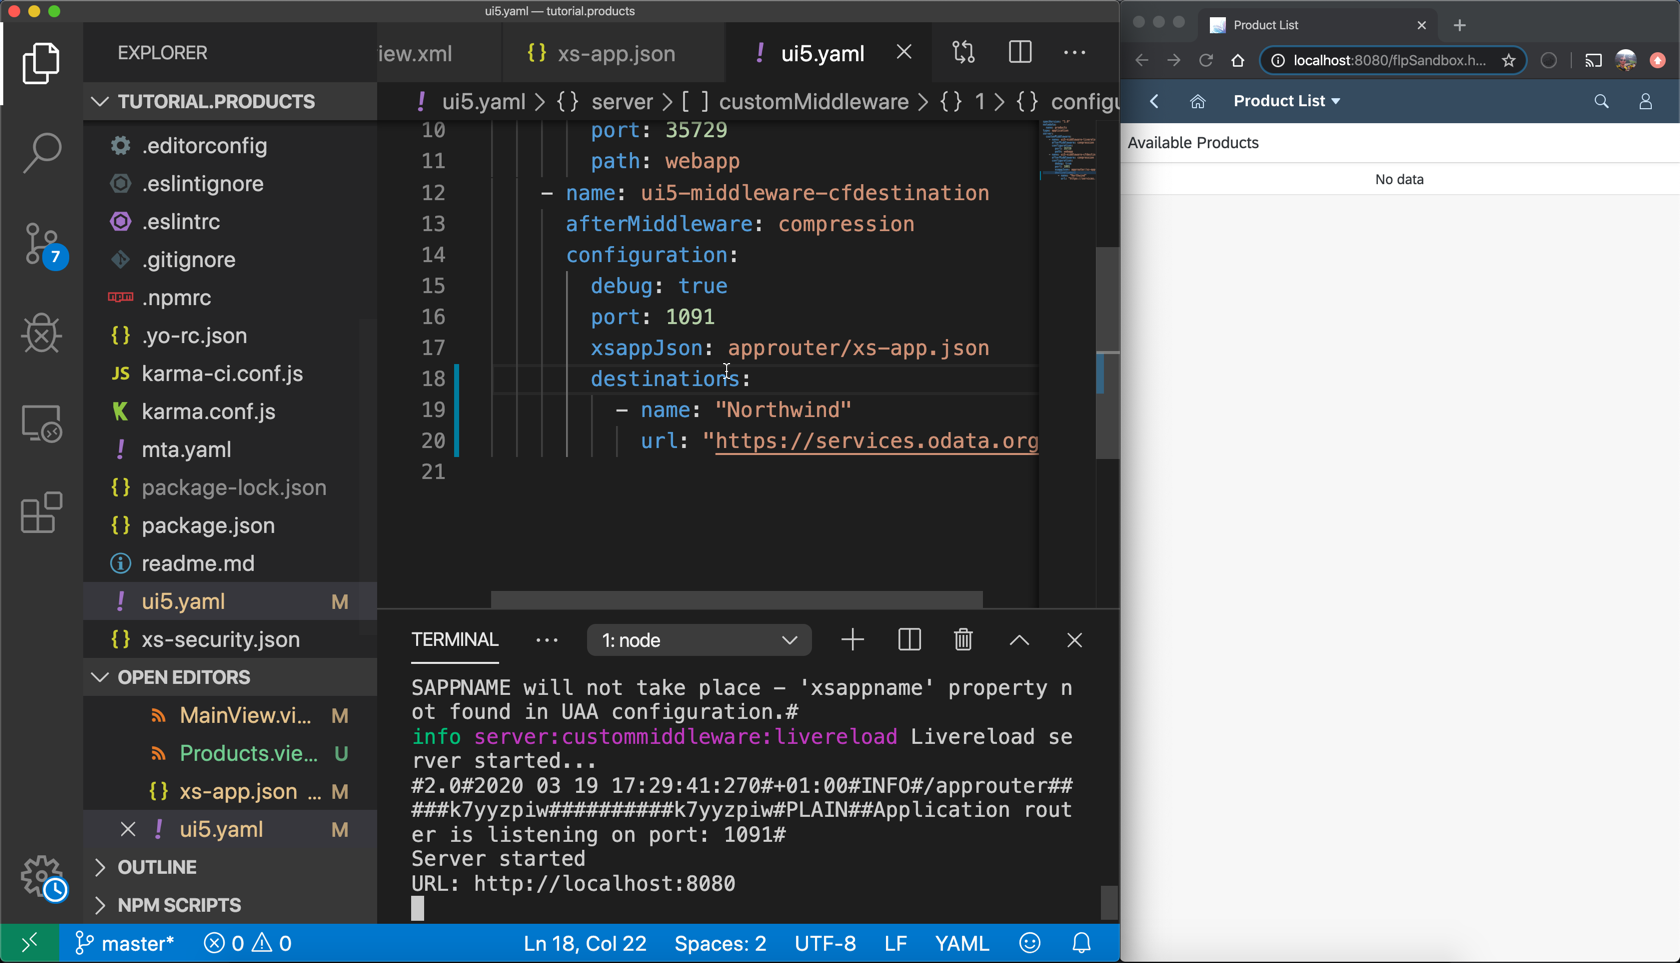 ui5.yaml — tutorial.products
EXPLORER
iew.xml
{} xs-app.json
! ui5.yaml
TUTORIAL.PRODUCTS
! ui5.yaml > {} server > [ ] customMiddleware > {} 1 > {} configu
.editorconfig
.eslintignore
.eslintrc
.gitignore
.npmrc
{} .yo-rc.json
JS karma-ci.conf.js
karma.conf.js
! mta.yaml
{} package-lock.json
{} package.json
readme.md
! ui5.yaml M
{} xs-security.json
7
OPEN EDITORS
MainView.vi... M
Products.vie... U
{} xs-app.json ... M
! ui5.yaml M
OUTLINE
NPM SCRIPTS
10 port: 35729
11 path: webapp
12 - name: ui5-middleware-cfdestination
13 afterMiddleware: compression
14 configuration:
15 debug: true
16 port: 1091
17 xsappJson: approuter/xs-app.json
18 destinations:
19 - name: "Northwind"
20 url: "https://services.odata.org
21
TERMINAL ... 1: node
SAPPNAME will not take place – 'xsappname' property n
ot found in UAA configuration.#
info server:custommiddleware:livereload Livereload se
rver started...
#2.0#2020 03 19 17:29:41:270#+01:00#INFO#/approuter##
###k7yyzpiw##########k7yyzpiw#PLAIN##Application rout
er is listening on port: 1091#
Server started
URL: http://localhost:8080
master* 0 0 Ln 18, Col 22 Spaces: 2 UTF-8 LF YAML
Product List
localhost:8080/flpSandbox.h...
Product List
Available Products
No data